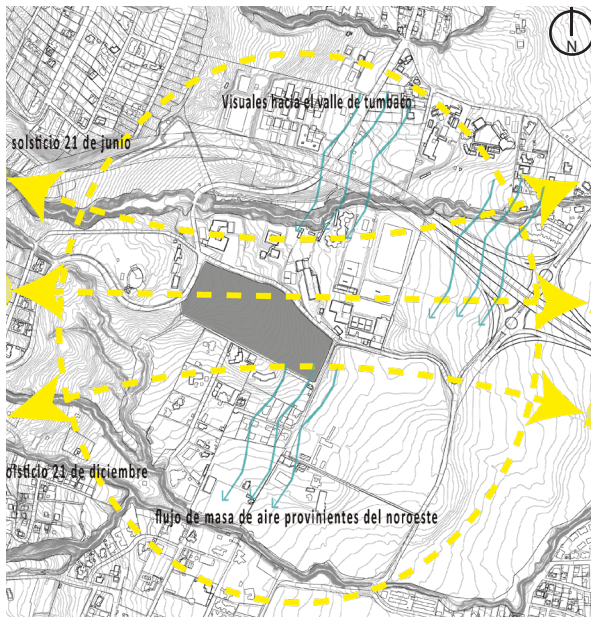 N
Visuales hacia el valle de tumbaco
solsticio 21 de junio
olsticio 21 de diciembre
flujo de masa de aire provinientes del noroeste